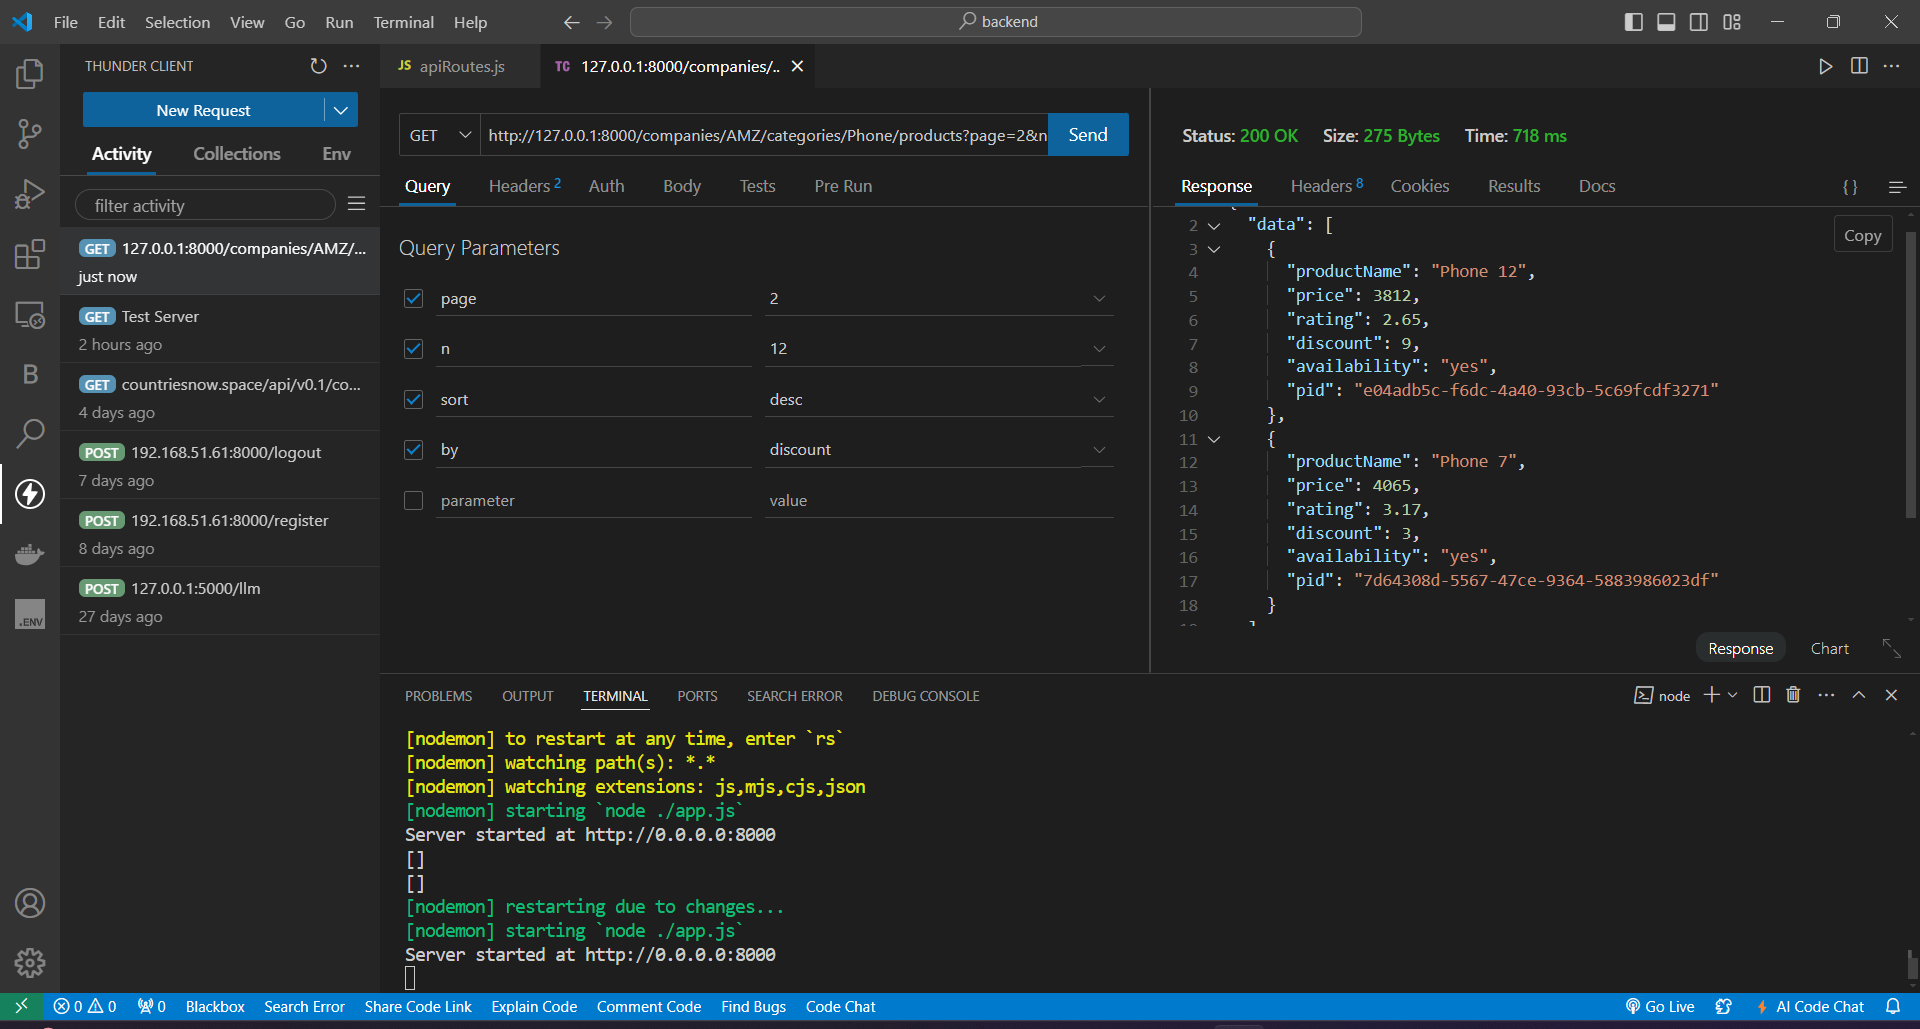 File Edit Selection View Go Run Terminal Help
backend
THUNDER CLIENT
New Request
Activity Collections Env
filter activity
GET 127.0.0.1:8000/companies/AMZ/...
just now
GET Test Server
2 hours ago
GET countriesnow.space/api/v0.1/co...
4 days ago
POST 192.168.51.61:8000/logout
7 days ago
POST 192.168.51.61:8000/register
8 days ago
POST 127.0.0.1:5000/llm
27 days ago
B
.ENV
JS apiRoutes.js
TC 127.0.0.1:8000/companies/..
GET http://127.0.0.1:8000/companies/AMZ/categories/Phone/products?page=2&n Send
Query Headers 2 Auth Body Tests Pre Run
Query Parameters
page 2
n 12
sort desc
by discount
parameter value
Status: 200 OK Size: 275 Bytes Time: 718 ms
Response Headers 8 Cookies Results Docs {}
Copy
2 "data": [
3 {
4 "productName": "Phone 12",
5 "price": 3812,
6 "rating": 2.65,
7 "discount": 9,
8 "availability": "yes",
9 "pid": "e04adb5c-f6dc-4a40-93cb-5c69fcdf3271"
10 },
11 {
12 "productName": "Phone 7",
13 "price": 4065,
14 "rating": 3.17,
15 "discount": 3,
16 "availability": "yes",
17 "pid": "7d64308d-5567-47ce-9364-5883986023df"
18 }
Response Chart
PROBLEMS OUTPUT TERMINAL PORTS SEARCH ERROR DEBUG CONSOLE
node
[nodemon] to restart at any time, enter `rs`
[nodemon] watching path(s): *.*
[nodemon] watching extensions: js,mjs,cjs,json
[nodemon] starting `node ./app.js`
Server started at http://0.0.0.0:8000
[]
[]
[nodemon] restarting due to changes...
[nodemon] starting `node ./app.js`
Server started at http://0.0.0.0:8000
0 0 0 Blackbox Search Error Share Code Link Explain Code Comment Code Find Bugs Code Chat
Go Live AI Code Chat